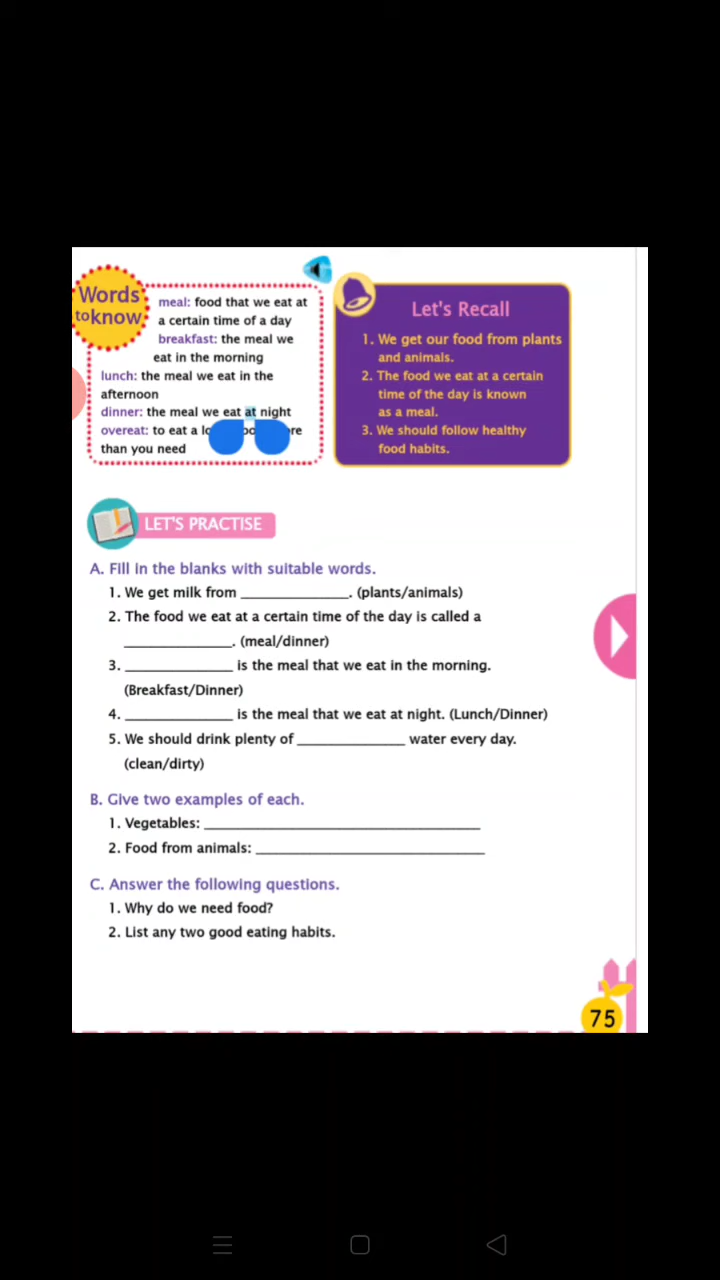 Words
to know
meal: food that we eat at
a certain time of a day
breakfast: the meal we
eat in the morning
lunch: the meal we eat in the
afternoon
dinner: the meal we eat at night
overeat: to eat a
than you need
Let's Recall
1. We get our food from plants
and animals.
2. The food we eat at a certain
time of the day is known
as a meal.
3. We should follow healthy
food habits.
LET'S PRACTISE
A. Fill in the blanks with suitable words.
1. We get milk from ______________. (plants/animals)
2. The food we eat at a certain time of the day is called a
______________. (meal/dinner)
3. ______________ is the meal that we eat in the morning.
(Breakfast/Dinner)
4. ______________ is the meal that we eat at night. (Lunch/Dinner)
5. We should drink plenty of ______________ water every day.
(clean/dirty)
B. Give two examples of each.
1. Vegetables: ____________________________________
2. Food from animals: ______________________________
C. Answer the following questions.
1. Why do we need food?
2. List any two good eating habits.
75